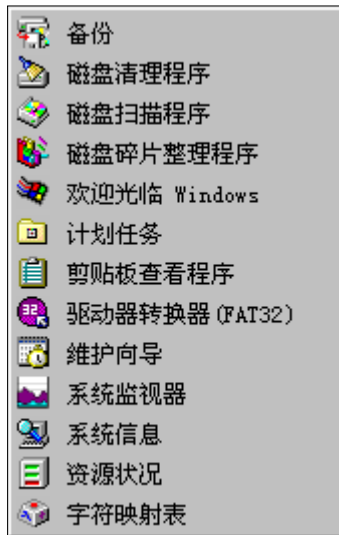 备份
磁盘清理程序
磁盘扫描程序
磁盘碎片整理程序
欢迎光临 Windows
计划任务
剪贴板查看程序
驱动器转换器(FAT32)
维护向导
系统监视器
系统信息
资源状况
字符映射表